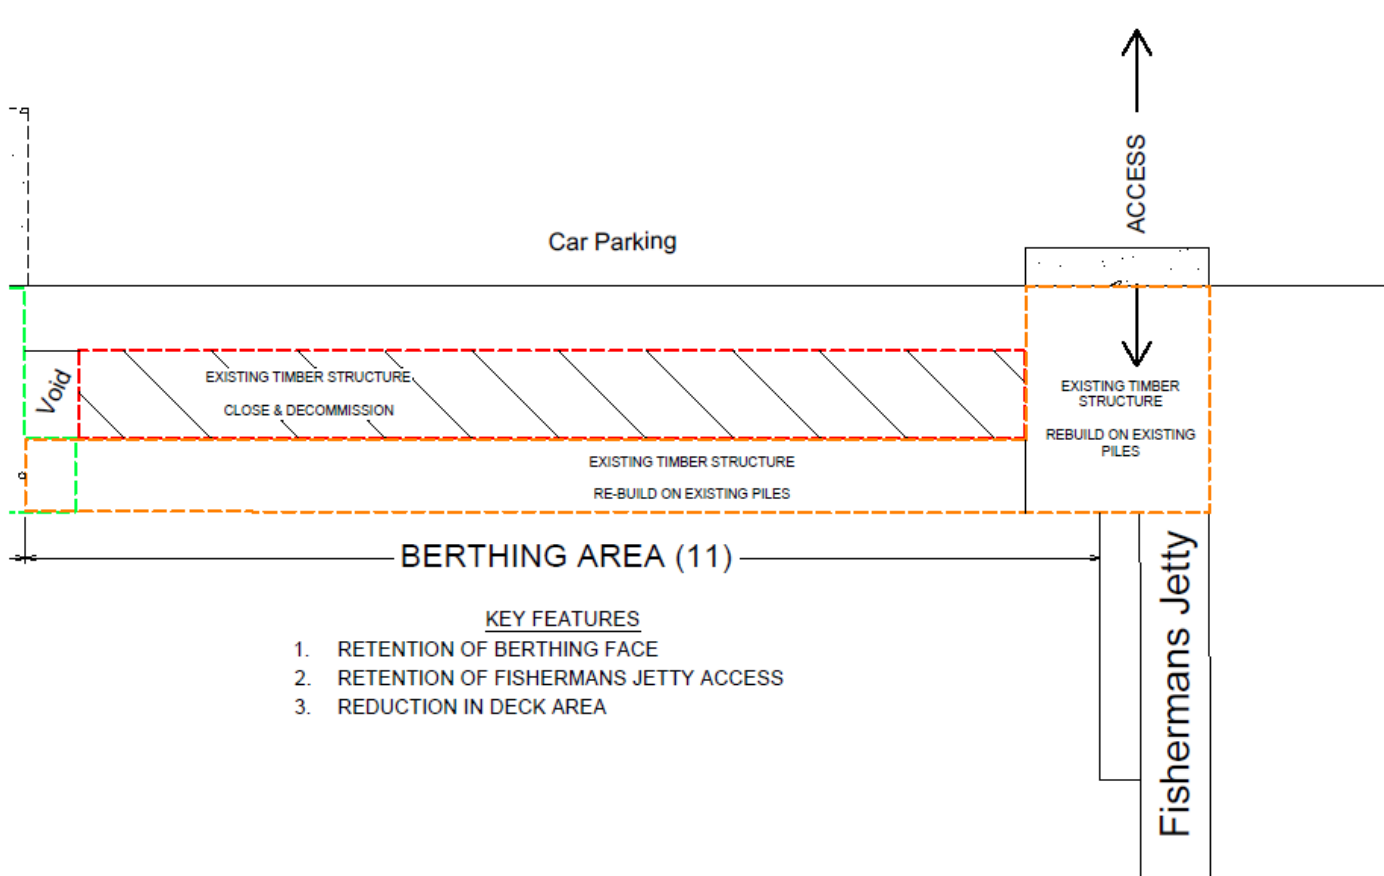 ACCESS
Car Parking
Void
EXISTING TIMBER STRUCTURE
CLOSE & DECOMMISSION
EXISTING TIMBER
STRUCTURE
REBUILD ON EXISTING
PILES
EXISTING TIMBER STRUCTURE
RE-BUILD ON EXISTING PILES
BERTHING AREA (11)
Fishermans Jetty
KEY FEATURES
1. RETENTION OF BERTHING FACE
2. RETENTION OF FISHERMANS JETTY ACCESS
3. REDUCTION IN DECK AREA